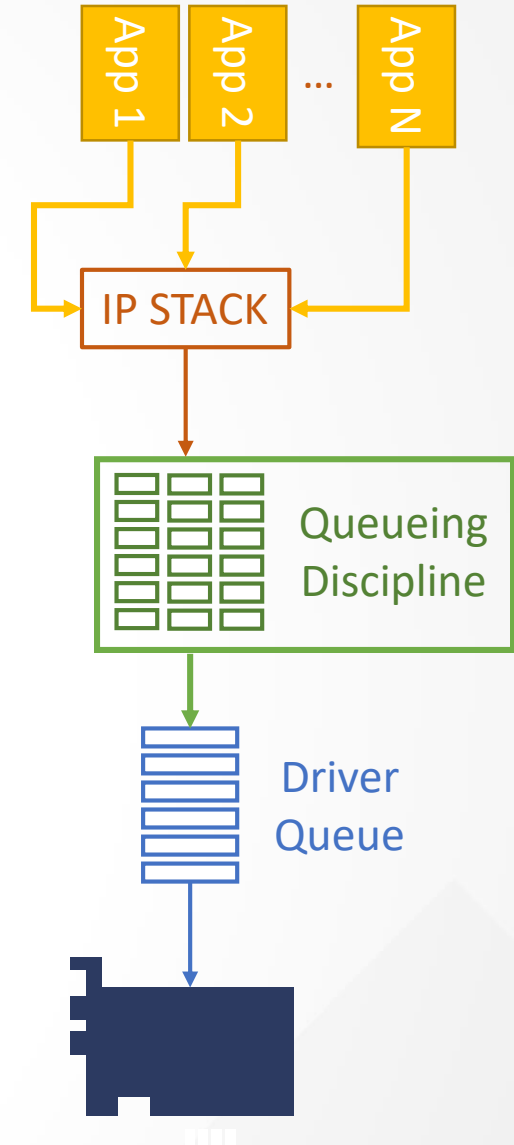 App 1
App 2
...
App N
IP STACK
Queueing
Discipline
Driver
Queue